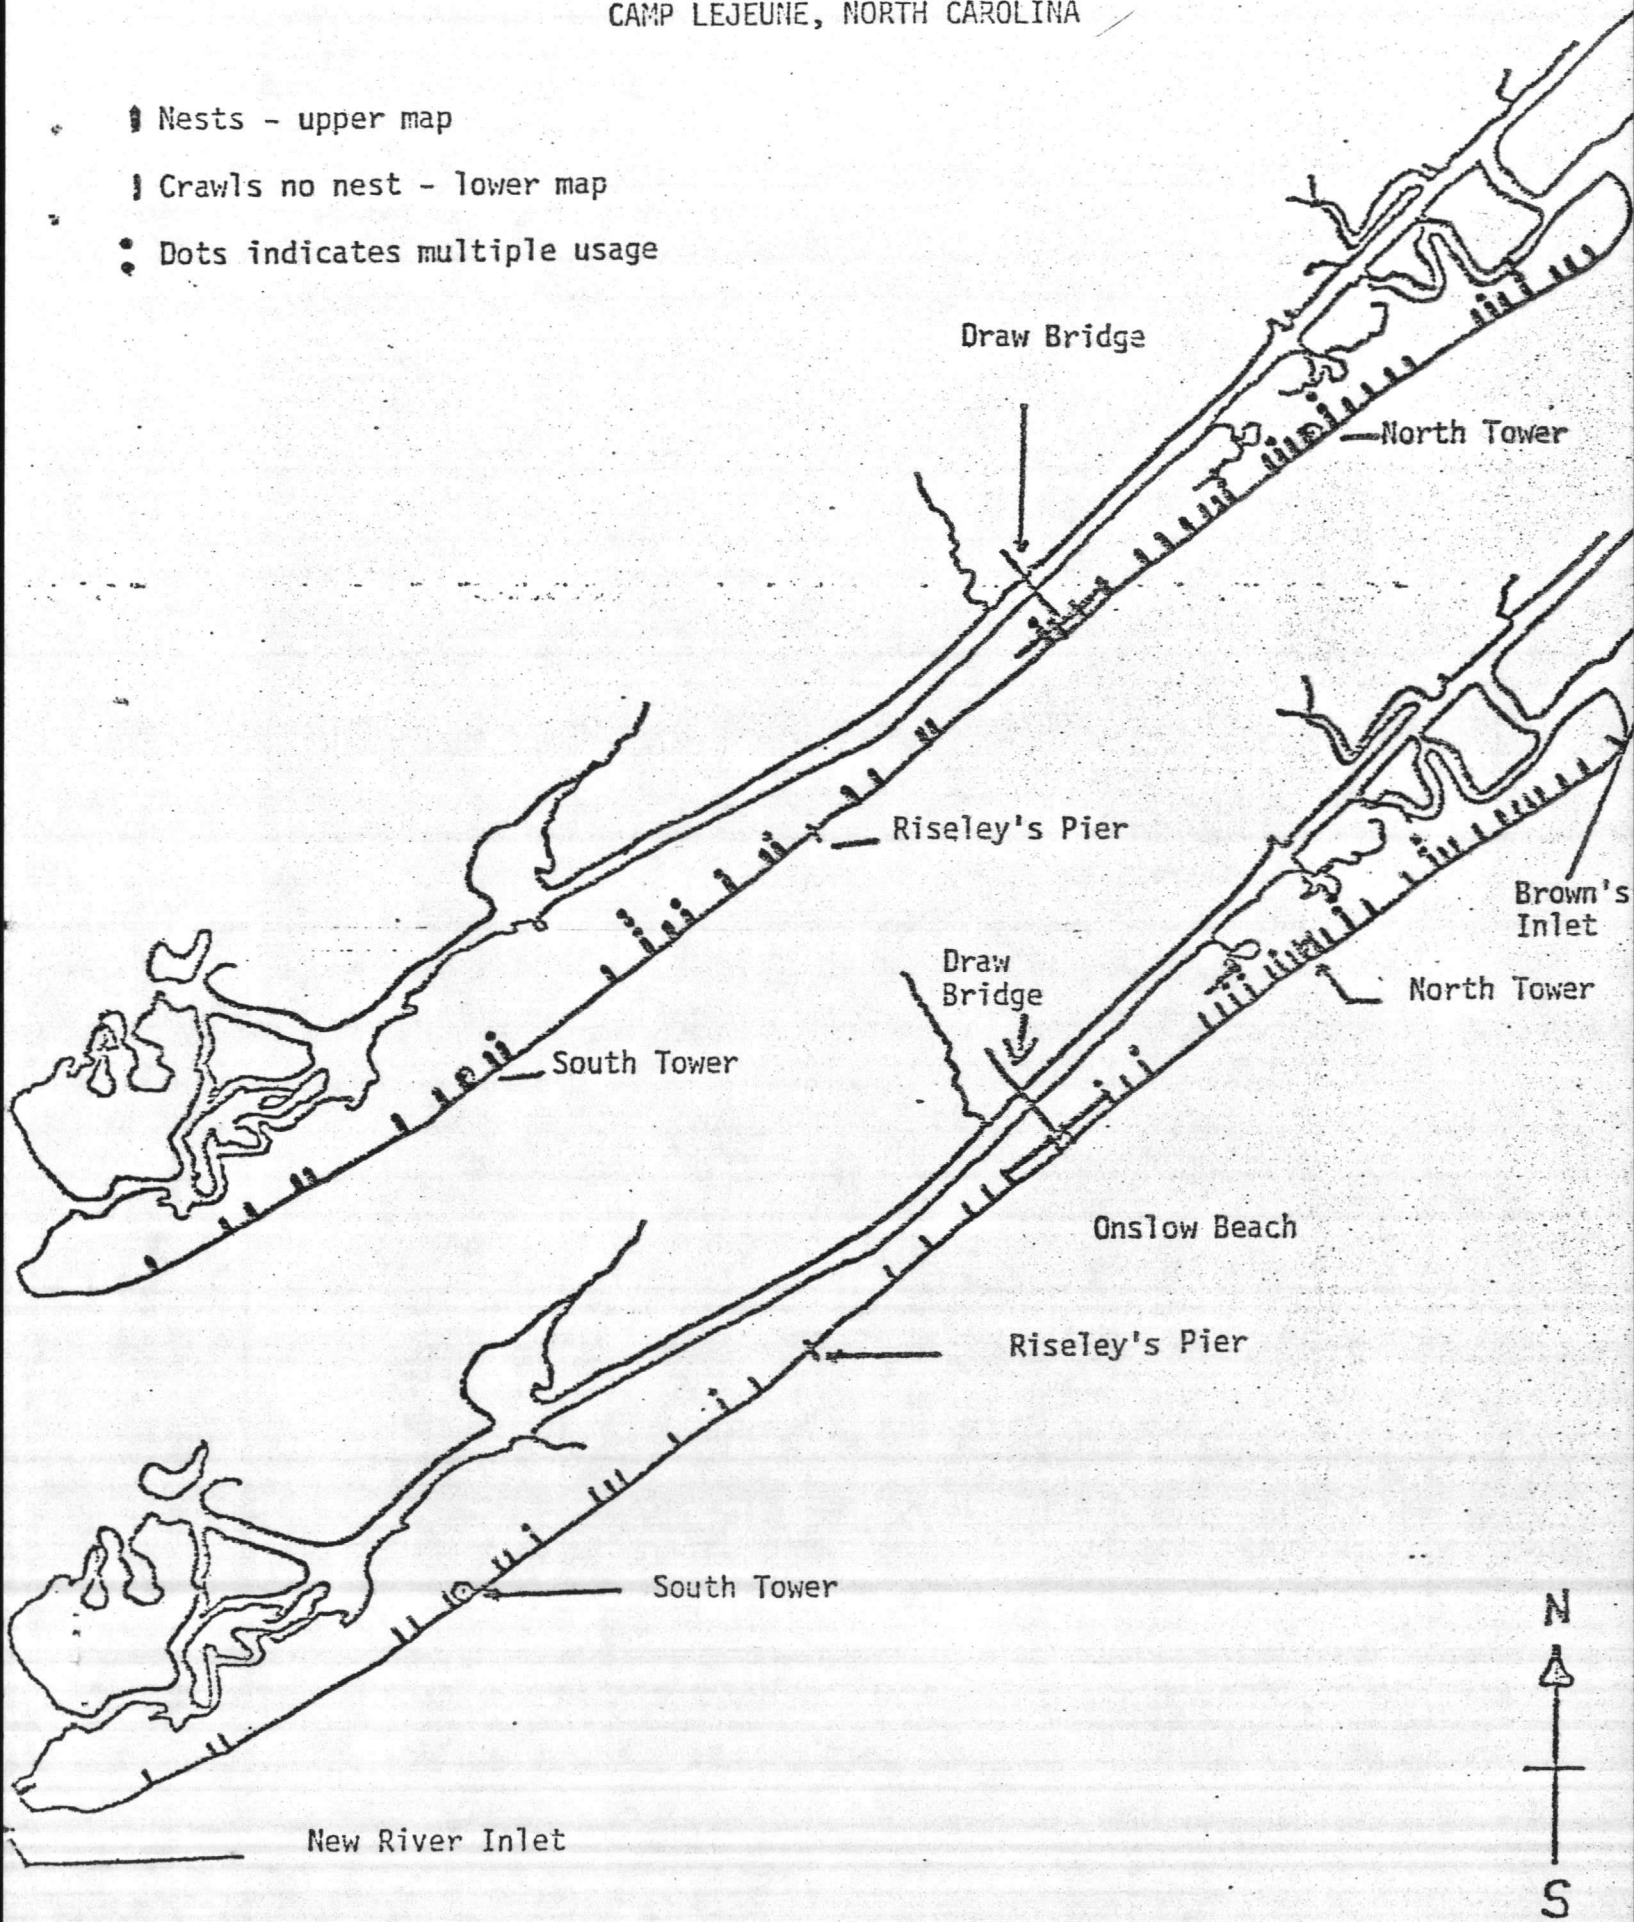 CAMP LEJEUNE, NORTH CAROLINA
Nests - upper map
Crawls no nest - lower map
Dots indicates multiple usage
Draw Bridge
North Tower
Riseley's Pier
Brown's
Inlet
Draw
Bridge
North Tower
South Tower
Onslow Beach
Riseley's Pier
South Tower
N
New River Inlet
S